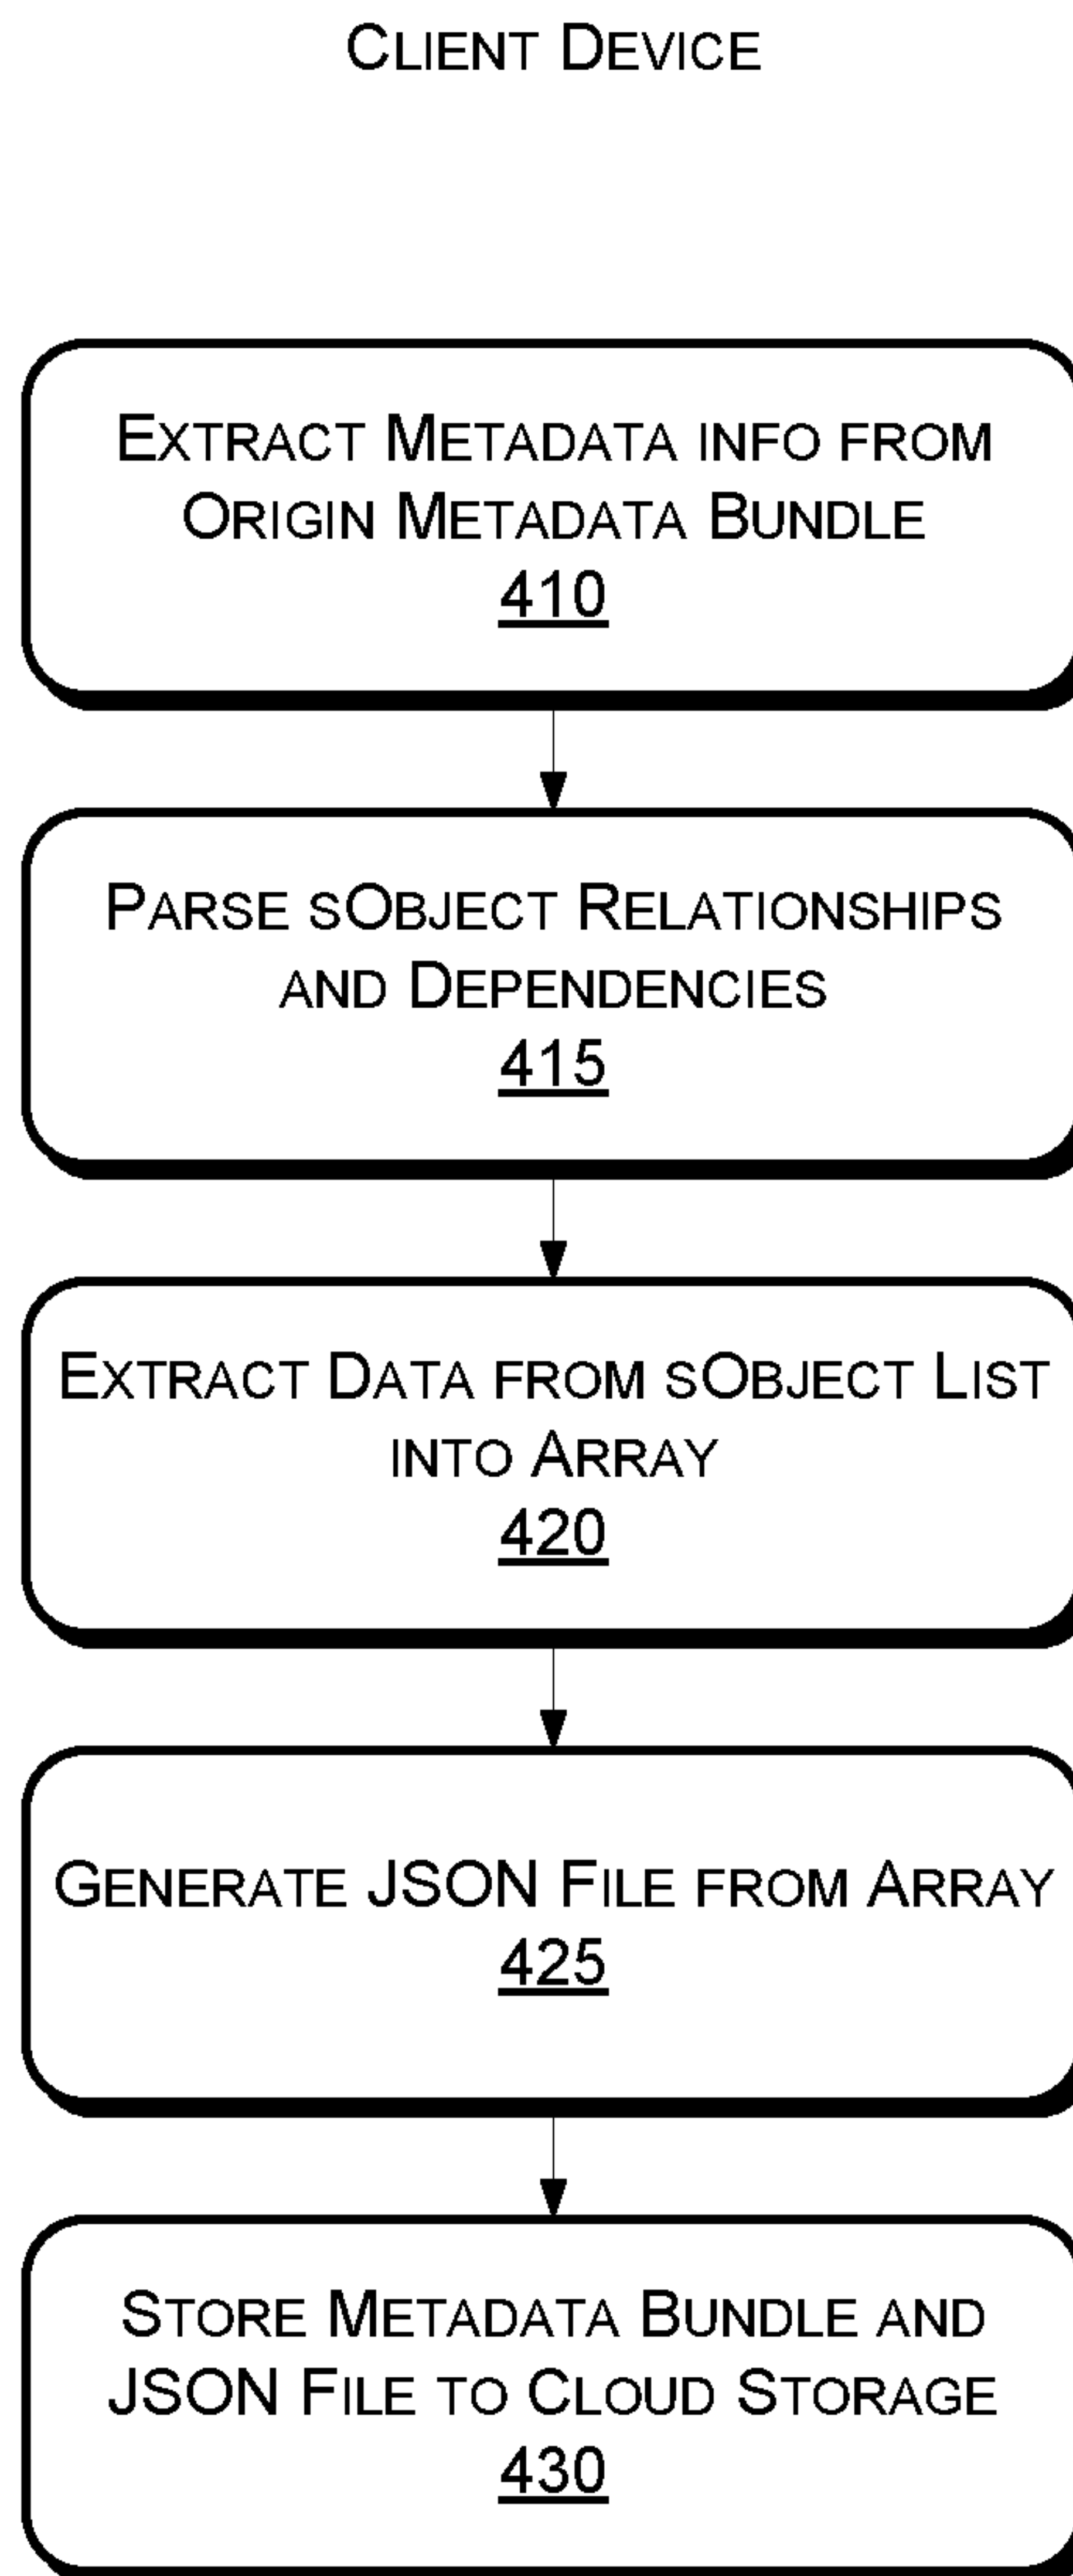 CLIENT DEVICE
EXTRACT METADATA INFO FROM
ORIGIN METADATA BUNDLE
410
PARSE SOBJECT RELATIONSHIPS
AND DEPENDENCIES
415
EXTRACT DATA FROM SOBJECT LIST
INTO ARRAY
420
GENERATE JSON FILE FROM ARRAY
425
STORE METADATA BUNDLE AND
JSON FILE TO CLOUD STORAGE
430